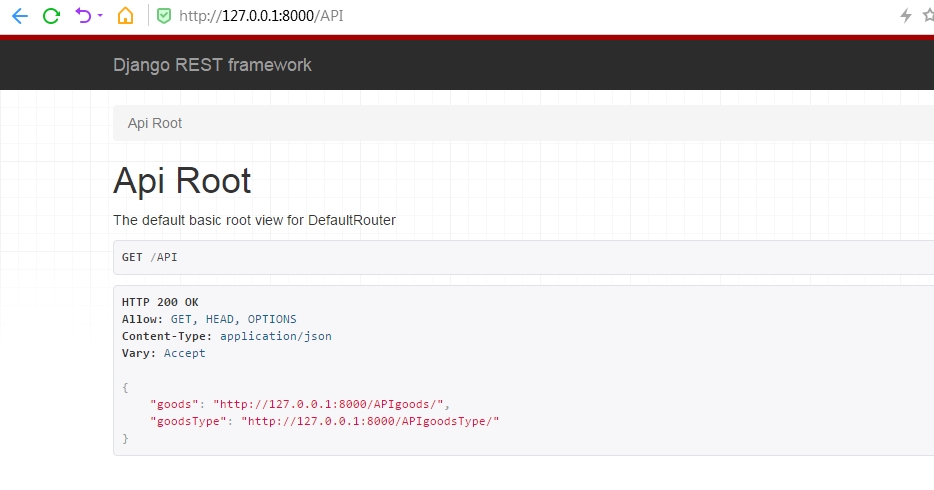 http://127.0.0.1:8000/API
Django REST framework
Api Root
Api Root
The default basic root view for DefaultRouter
GET /API
HTTP 200 OK
Allow: GET, HEAD, OPTIONS
Content-Type: application/json
Vary: Accept
{
"goods": "http://127.0.0.1:8000/APIgoods/",
"goodsType": "http://127.0.0.1:8000/APIgoodsType/"
}